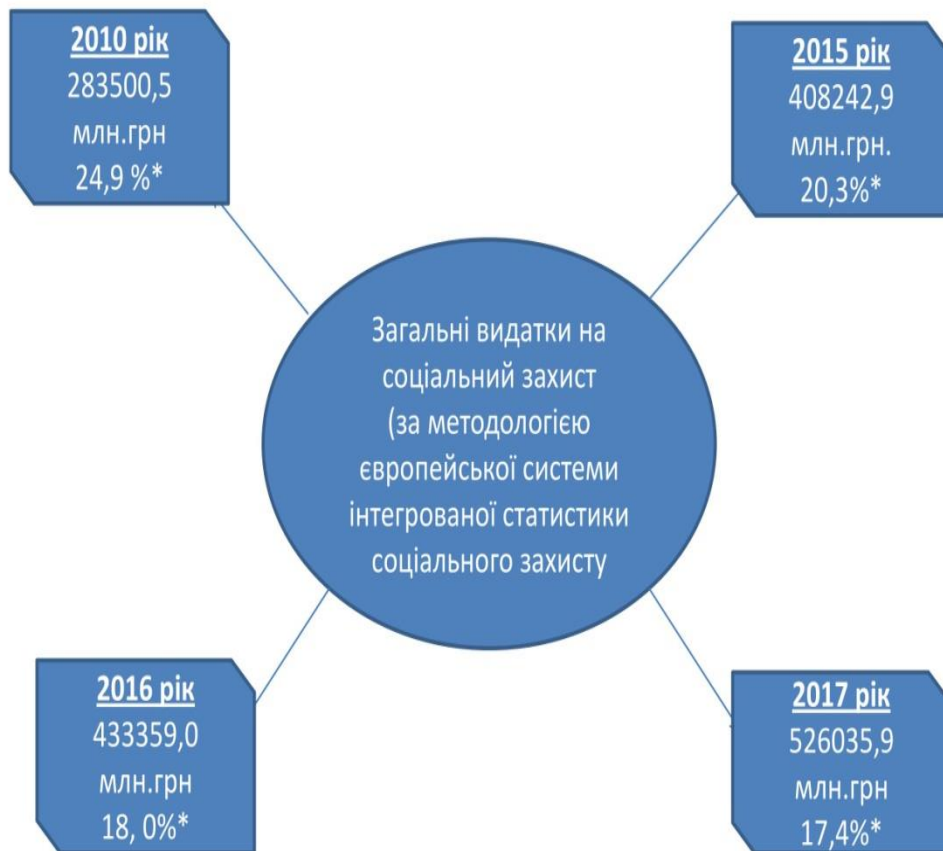 2010 рік
283500,5
млн.грн
24,9 %*
2015 рік
408242,9
млн.грн.
20,3%*
Загальні видатки на
соціальний захист
(за методологією
європейської системи
інтегрованої статистики
соціального захисту
2016 рік
433359,0
млн.грн
18, 0%*
2017 рік
526035,9
млн.грн
17,4%*